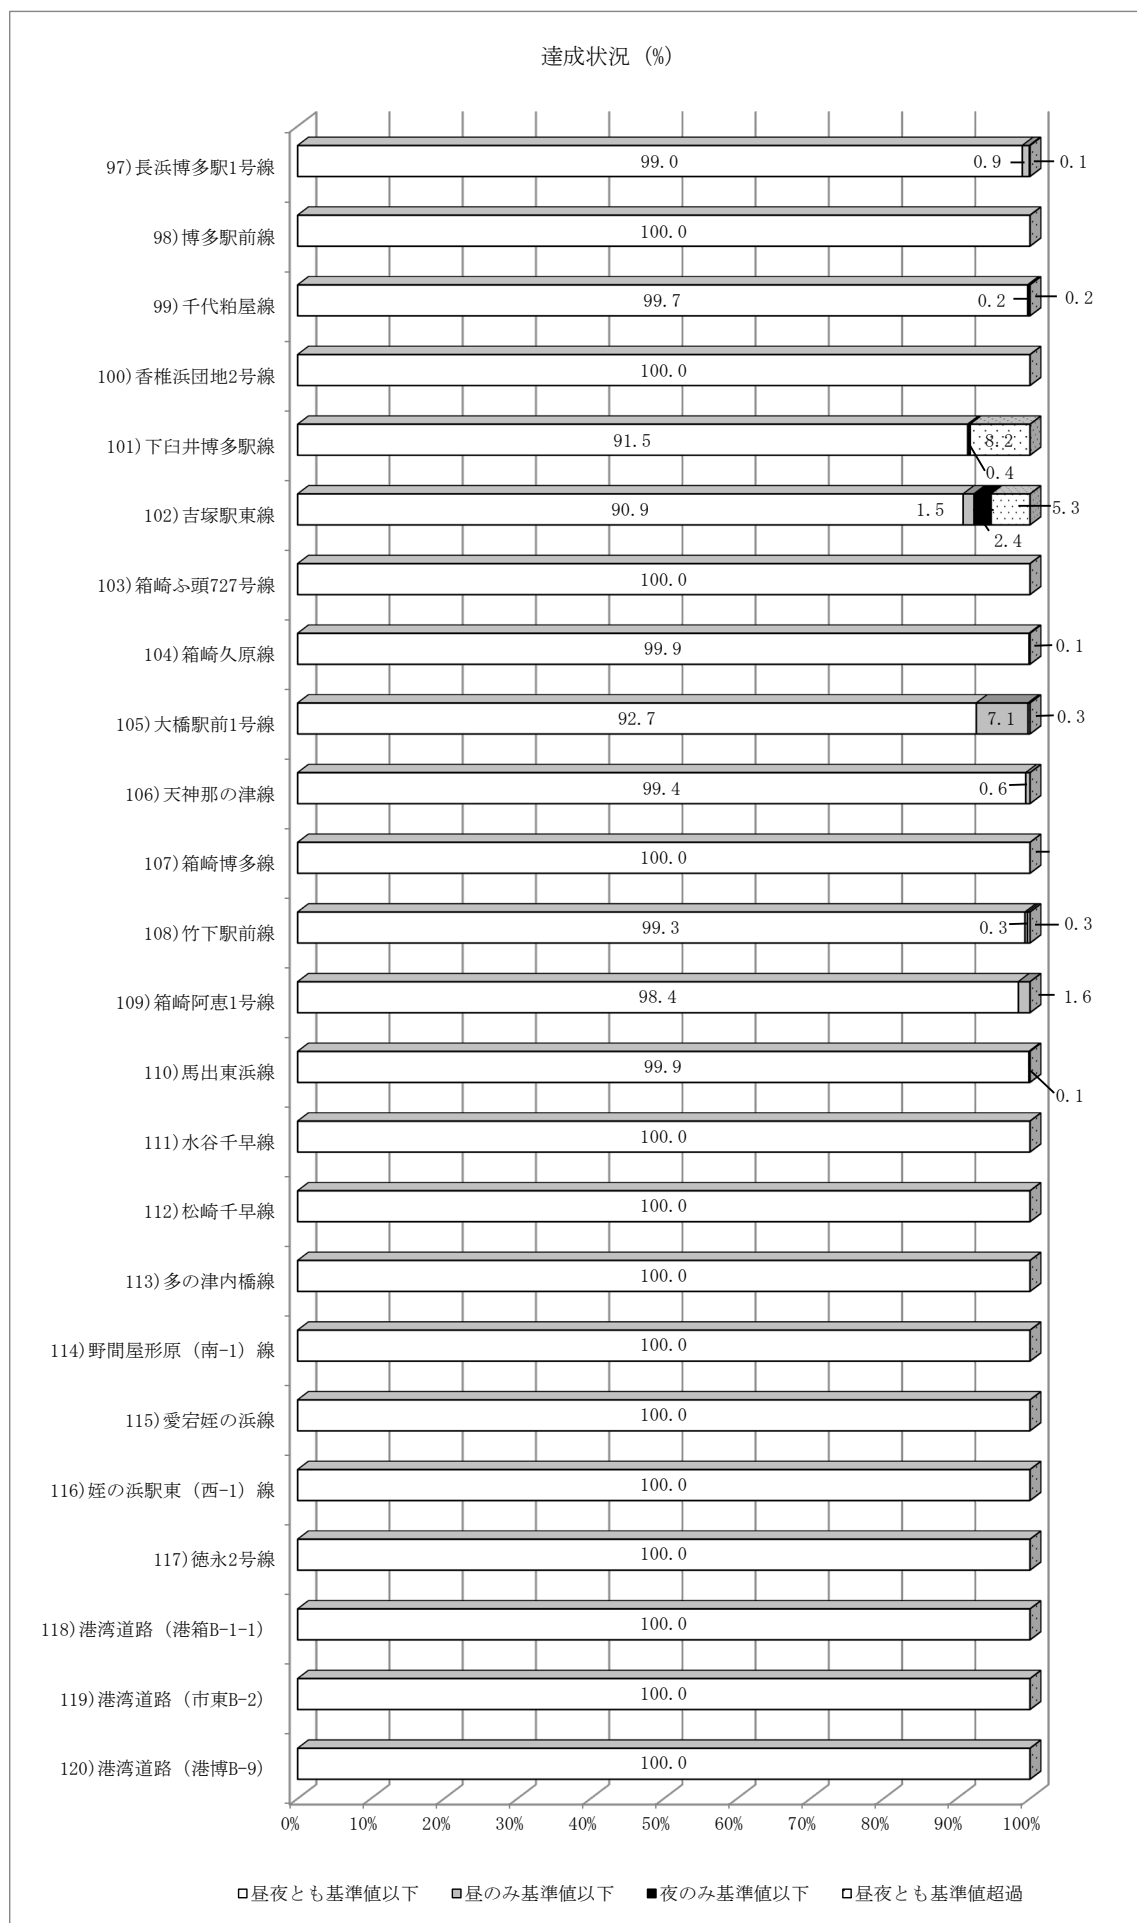 達成状況 (%)
97)長浜博多駅1号線 99.0 0.9 0.1
98)博多駅前線 100.0
99)千代粕屋線 99.7 0.2 0.2
100)香椎浜団地2号線 100.0
101)下臼井博多駅線 91.5 8.2
0.4
102)吉塚駅東線 90.9 1.5 5.3
2.4
103)箱崎ふ頭727号線 100.0
104)箱崎久原線 99.9 0.1
105)大橋駅前1号線 92.7 7.1 0.3
106)天神那の津線 99.4 0.6
107)箱崎博多線 100.0
108)竹下駅前線 99.3 0.3 0.3
109)箱崎阿恵1号線 98.4 1.6
110)馬出東浜線 99.9
0.1
111)水谷千早線 100.0
112)松崎千早線 100.0
113)多の津内橋線 100.0
114)野間屋形原（南-1）線 100.0
115)愛宕姪の浜線 100.0
116)姪の浜駅東（西-1）線 100.0
117)徳永2号線 100.0
118)港湾道路（港箱B-1-1） 100.0
119)港湾道路（市東B-2） 100.0
120)港湾道路（港博B-9） 100.0
0% 10% 20% 30% 40% 50% 60% 70% 80% 90% 100%
昼夜とも基準値以下 昼のみ基準値以下 夜のみ基準値以下 昼夜とも基準値超過